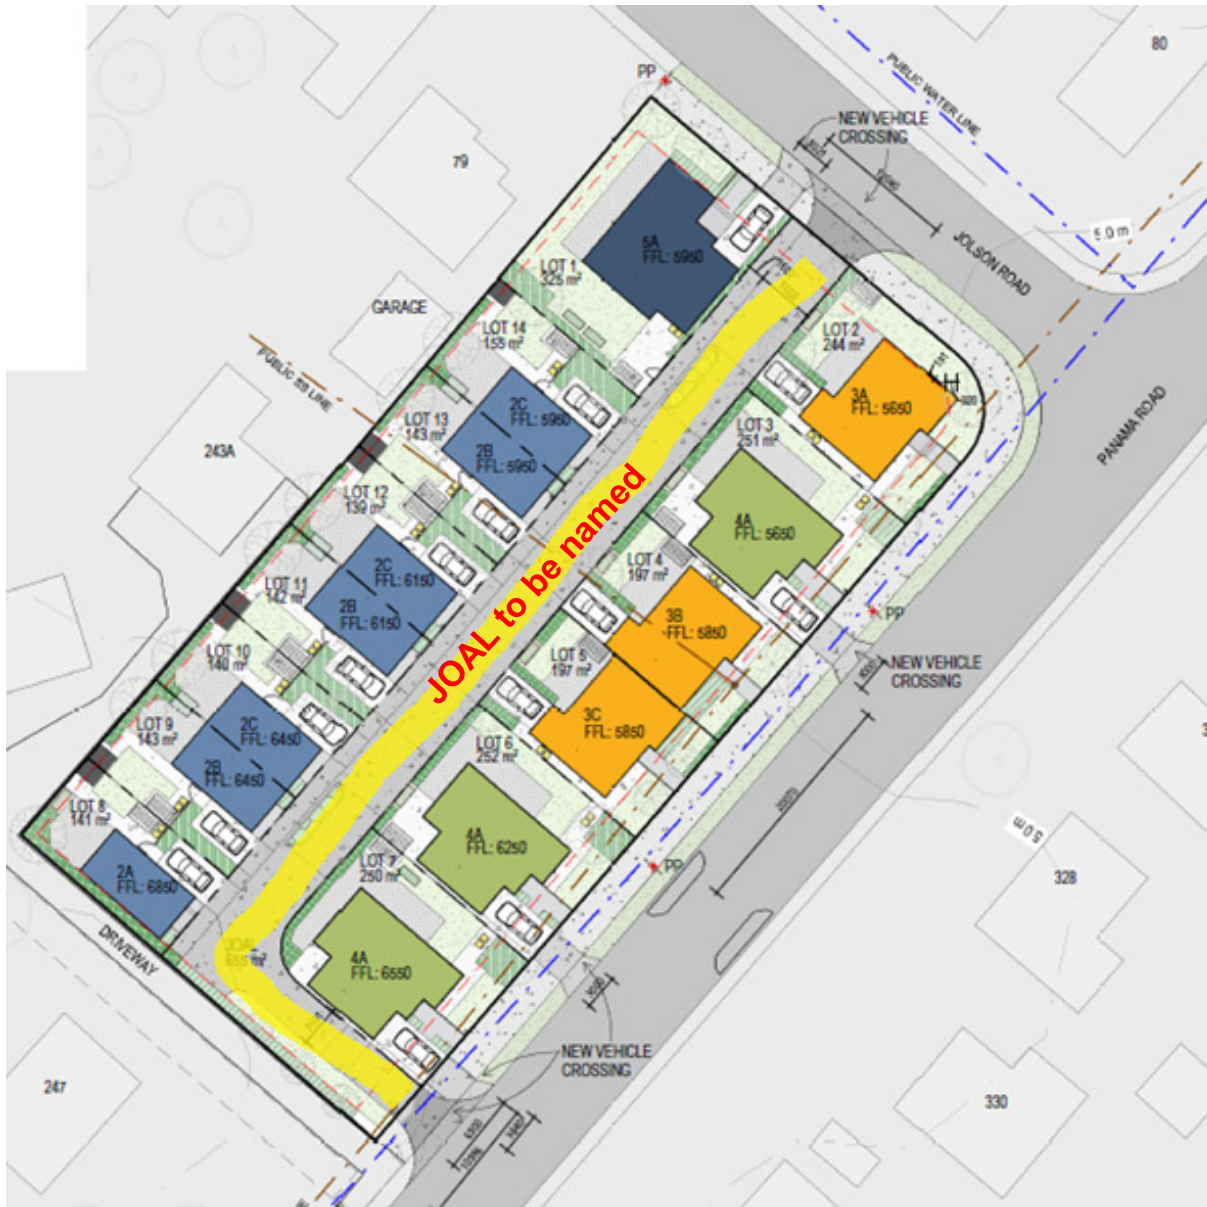 80
PUBLIC WATER LINE
PP
NEW VEHICLE
CROSSING
79
5.0 m
JOLSON ROAD
5A
FFL: 5950
LOT 1
325 m²
GARAGE
LOT 14
155 m²
LOT 2
244 m²
PUBLIC SS LINE
3A
FFL: 5650
PANAMA ROAD
2C
FFL: 5950
LOT 13
143 m²
2B
FFL: 5950
LOT 3
251 m²
243A
LOT 12
139 m²
4A
FFL: 5650
JOAL to be named
2C
FFL: 6150
LOT 4
197 m²
LOT 11
142 m²
2B
FFL: 6150
3B
FFL: 5850
PP
LOT 10
140 m²
LOT 5
197 m²
NEW VEHICLE
CROSSING
3C
FFL: 5850
LOT 9
143 m²
2C
FFL: 6450
2B
FFL: 6450
LOT 6
252 m²
20070
LOT 8
141 m²
4A
FFL: 6250
5.0 m
2A
FFL: 6850
LOT 7
250 m²
PP
328
DRIVEWAY
JOAL
4A
FFL: 6550
NEW VEHICLE
CROSSING
247
330